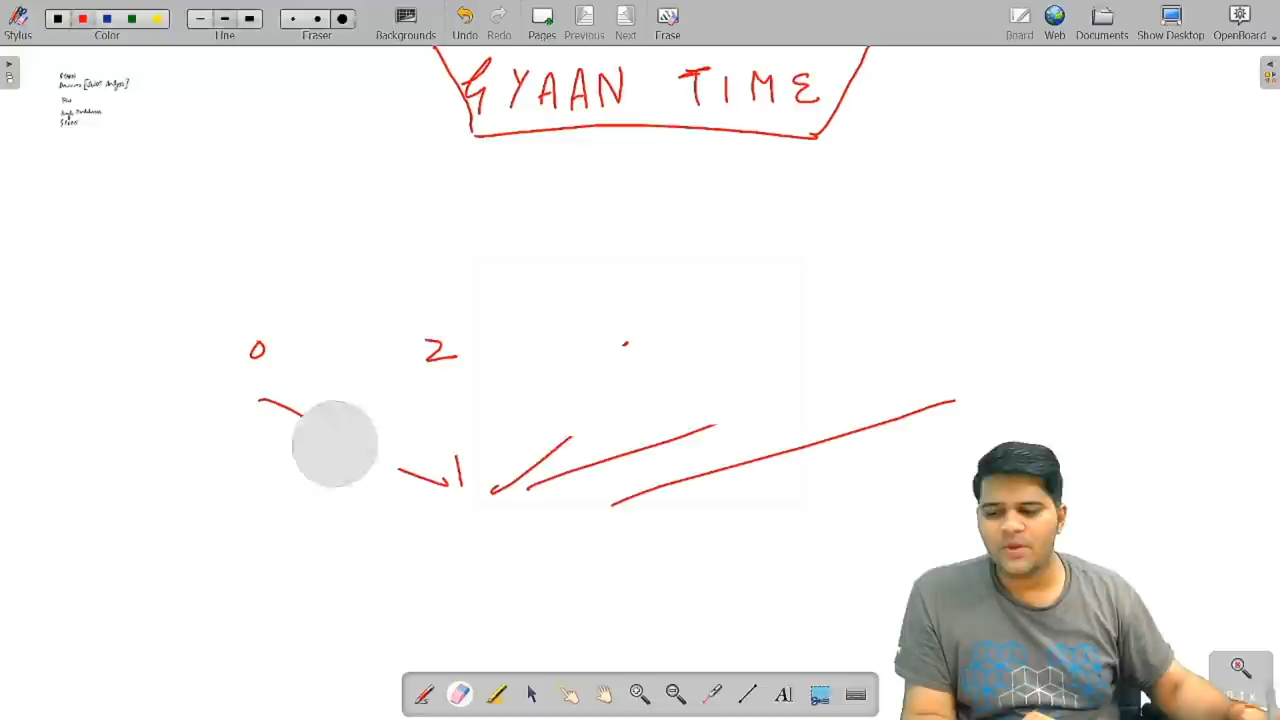 Stylus
Color
Line
Eraser
Backgrounds
Undo
Redo
Pages
Previous
Next
Erase
Board
Web
Documents
Show Desktop
OpenBoard
GYAAN TIME
0 2
1